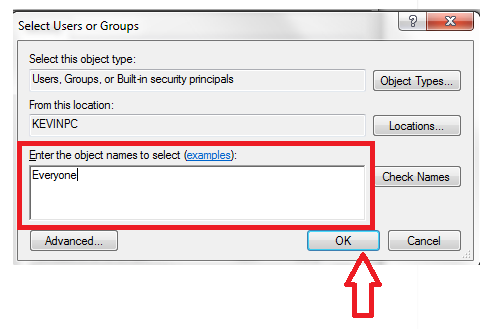 Select Users or Groups
Select this object type:
Users, Groups, or Built-in security principals
Object Types...
From this location:
KEVINPC
Locations...
Enter the object names to select (examples):
Everyone
Check Names
Advanced...
OK
Cancel